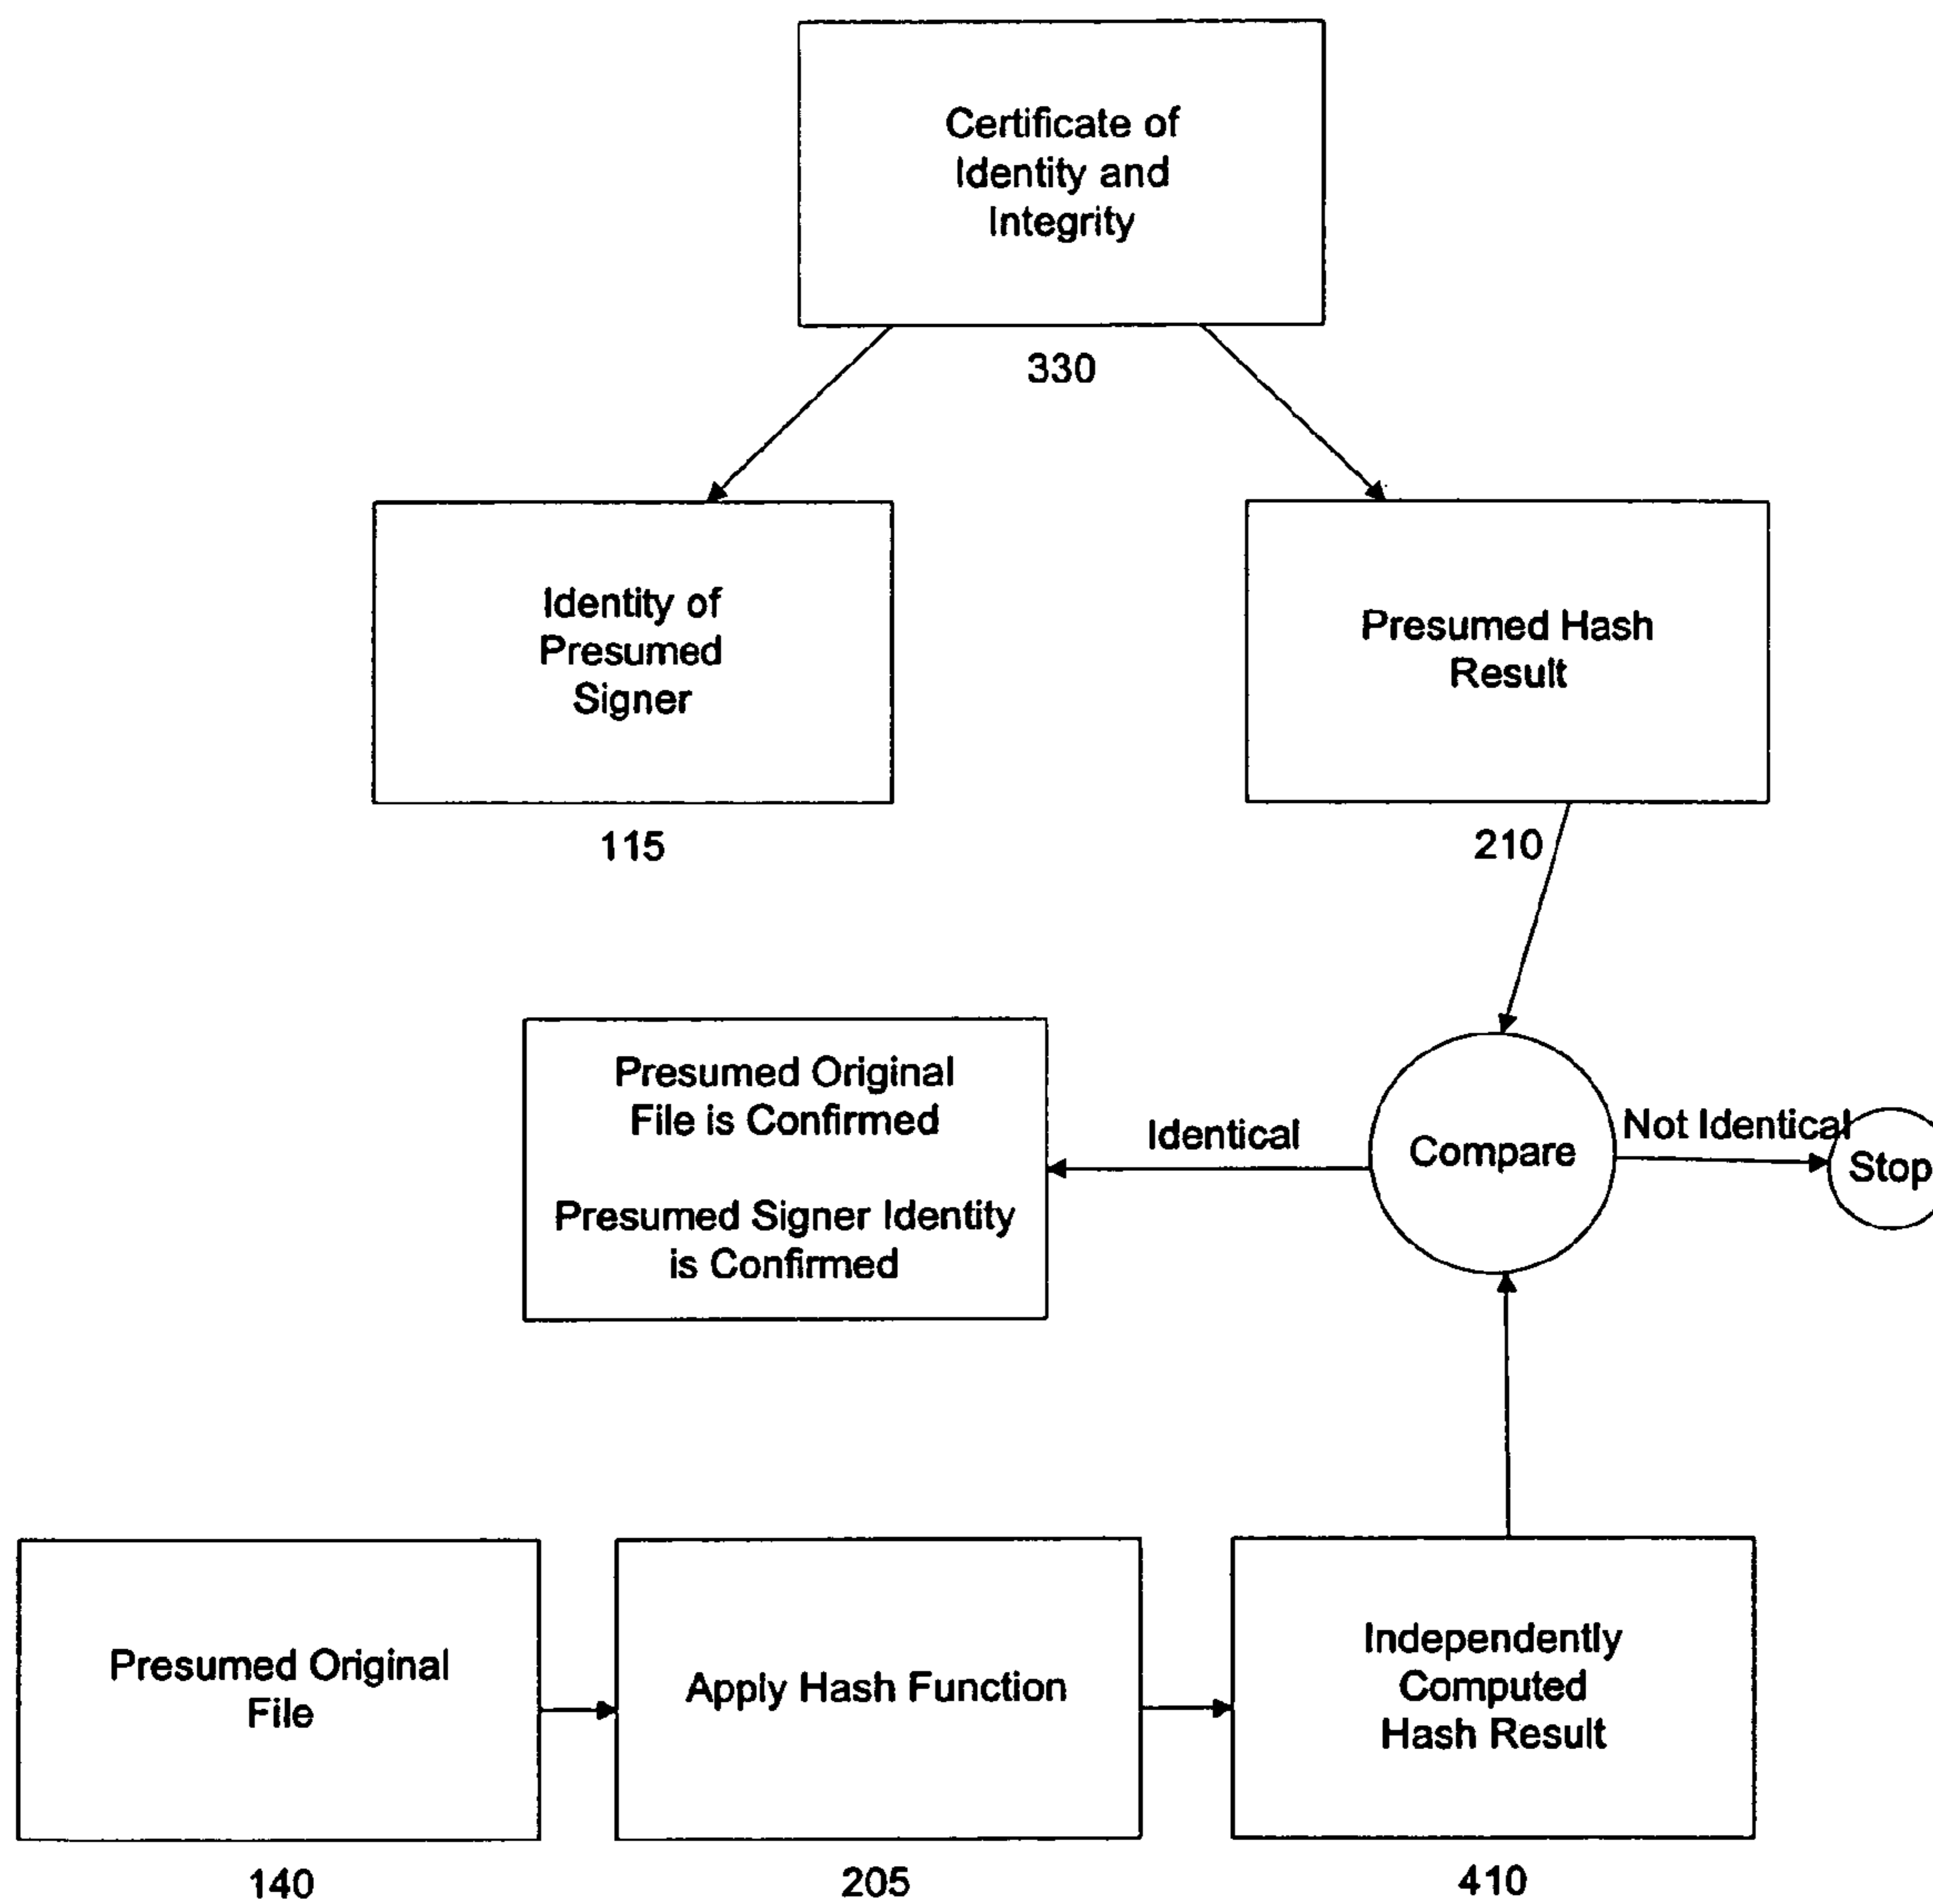 Certificate of
Identity and
Integrity
330
Identity of
Presumed
Signer
115
Presumed Hash
Result
210
Presumed Original
File is Confirmed
Presumed Signer Identity
is Confirmed
Identical
Compare
Not Identical
Stop
Presumed Original
File
140
Apply Hash Function
205
Independently
Computed
Hash Result
410